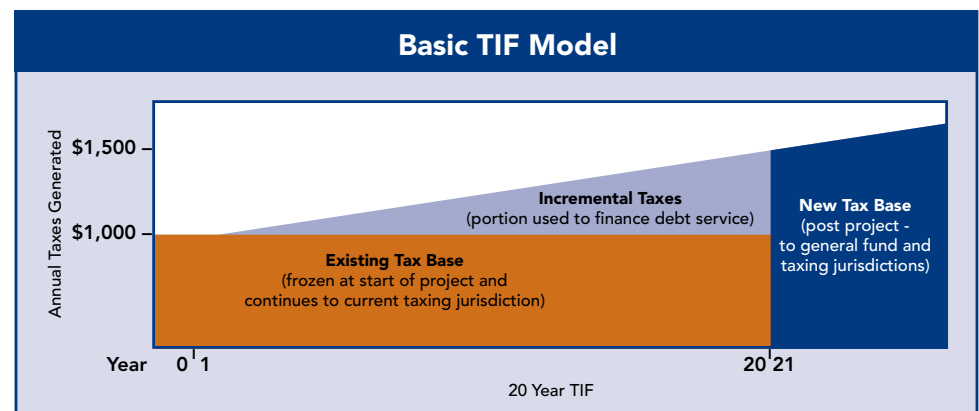 Basic TIF Model
Annual Taxes Generated
$1,500
$1,000
Incremental Taxes
(portion used to finance debt service)
New Tax Base
(post project -
to general fund and
taxing jurisdictions)
Existing Tax Base
(frozen at start of project and
continues to current taxing jurisdiction)
Year 0 1 20 21
20 Year TIF